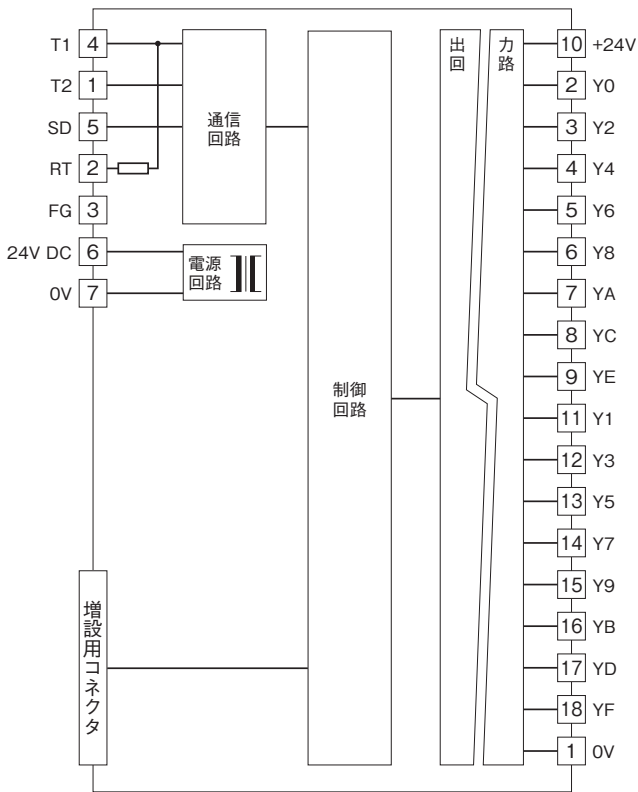 T1 4
T2 1
SD 5
RT 2
FG 3
24V DC 6
0V 7
通信
回路
電源
回路
増設用コネクタ
制御
回路
出力
回路
10 +24V
2 Y0
3 Y2
4 Y4
5 Y6
6 Y8
7 YA
8 YC
9 YE
11 Y1
12 Y3
13 Y5
14 Y7
15 Y9
16 YB
17 YD
18 YF
1 0V